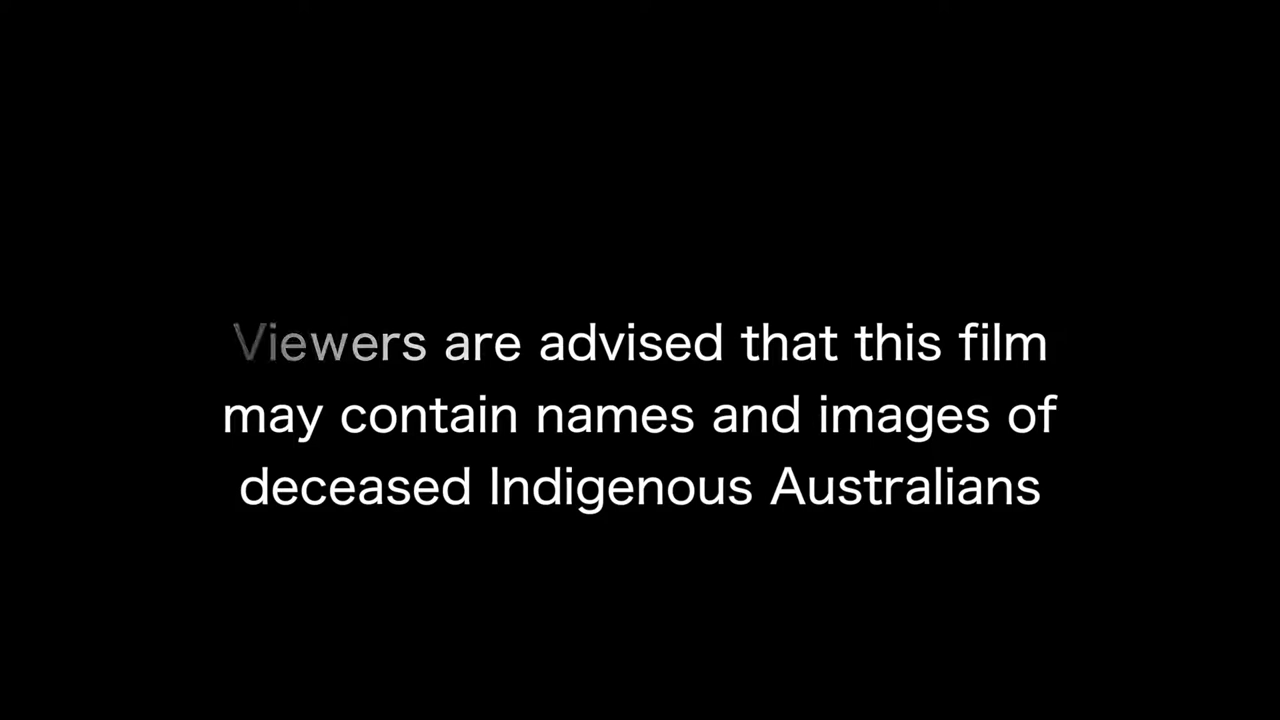 Viewers are advised that this film
may contain names and images of
deceased Indigenous Australians